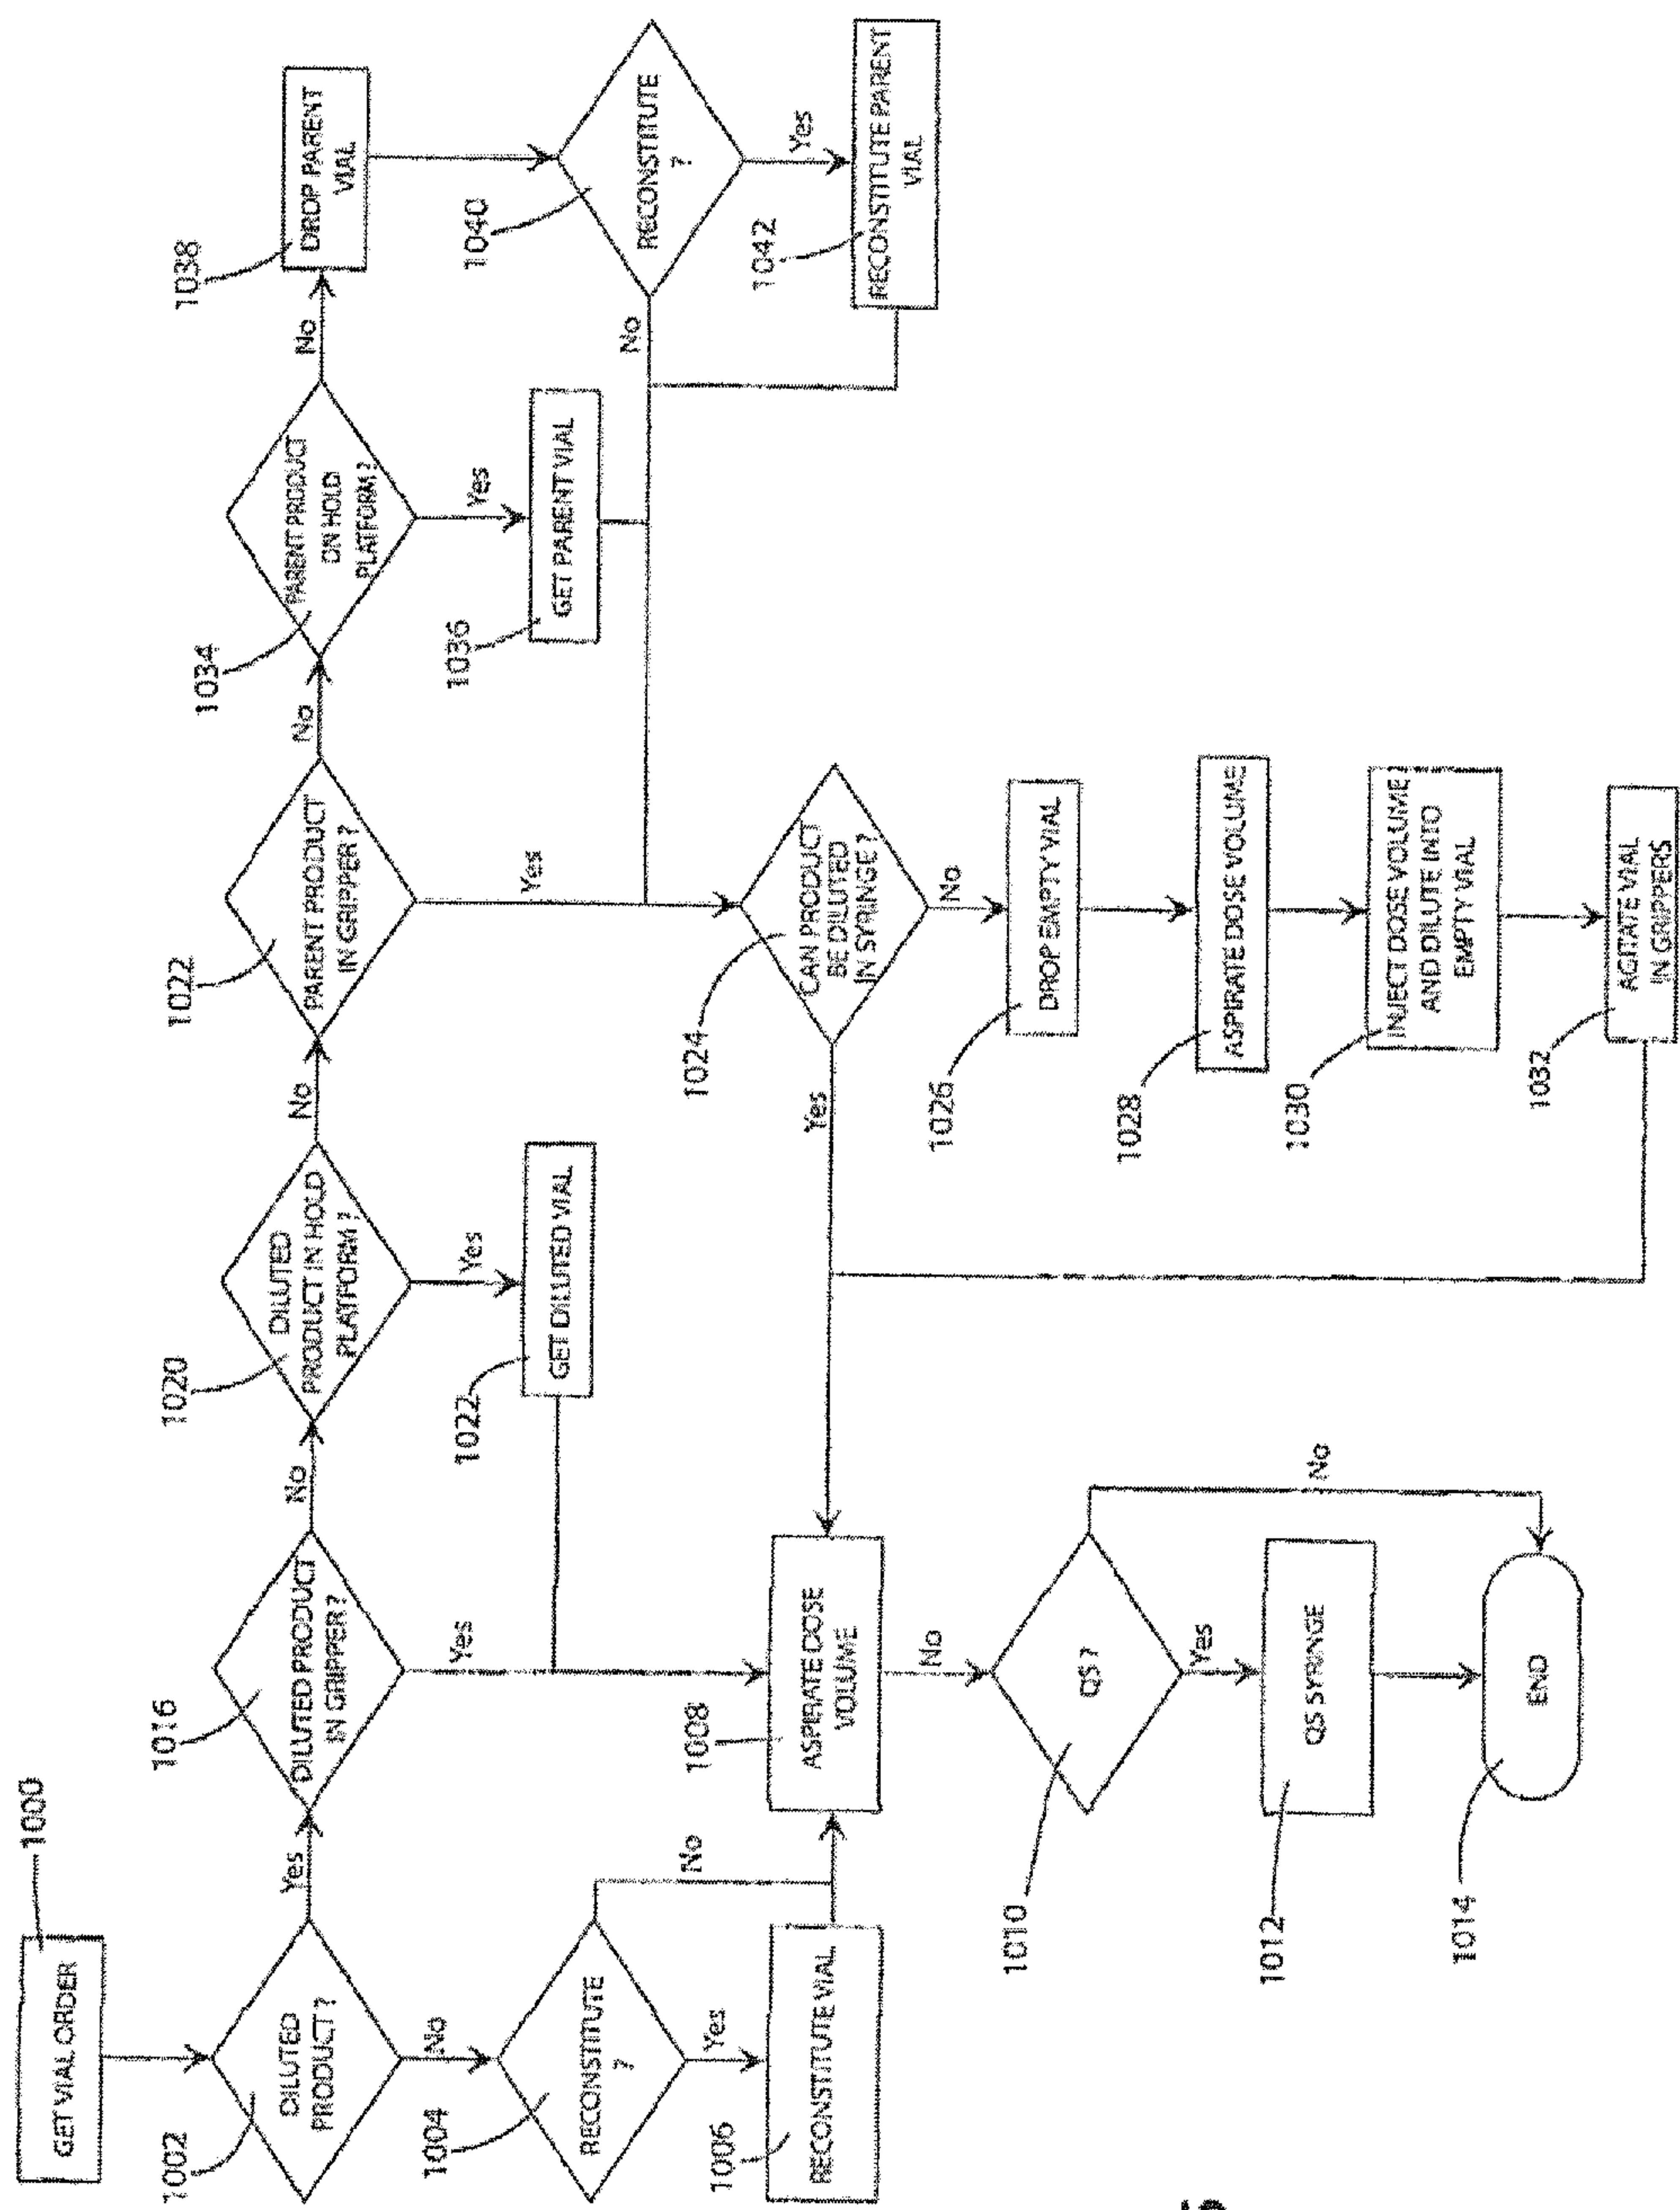 1000
GET VIAL ORDER
1002
DILUTED
PRODUCT ?
Yes
No
1016
DILUTED PRODUCT
IN GRIPPER ?
No
Yes
1020
DILUTED
PRODUCT IN HOLD
PLATFORM ?
No
Yes
1022
PARENT PRODUCT
IN GRIPPER ?
No
Yes
1034
PARENT PRODUCT
ON HOLD
PLATFORM ?
No
Yes
1038
DROP PARENT
VIAL
1004
RECONSTITUTE
?
No
Yes
1022
GET DILUTED VIAL
1036
GET PARENT VIAL
1040
RECONSTITUTE
?
No
Yes
1006
RECONSTITUTE VIAL
1008
ASPIRATE DOSE
VOLUME
No
1024
CAN PRODUCT
BE DILUTED
IN SYRINGE ?
Yes
No
1042
RECONSTITUTE PARENT
VIAL
1010
QS ?
No
Yes
1026
DROP EMPTY VIAL
1012
QS SYRINGE
1028
ASPIRATE DOSE VOLUME
1014
END
1030
INJECT DOSE VOLUME
AND DILUTE INTO
EMPTY VIAL
1032
AGITATE VIAL
IN GRIPPERS